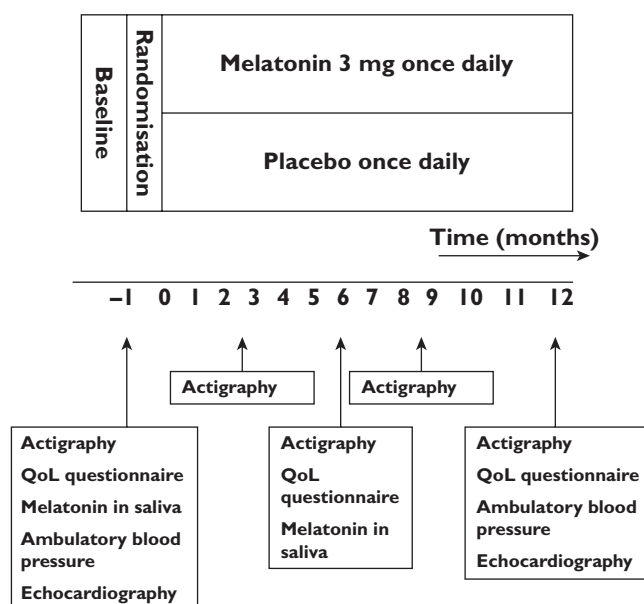 Baseline
Randomisation
Melatonin 3 mg once daily
Placebo once daily
Time (months)
–1 0 1 2 3 4 5 6 7 8 9 10 11 12
Actigraphy
Actigraphy
Actigraphy
QoL questionnaire
Melatonin in saliva
Ambulatory blood
pressure
Echocardiography
Actigraphy
QoL
questionnaire
Melatonin in
saliva
Actigraphy
QoL questionnaire
Ambulatory blood
pressure
Echocardiography